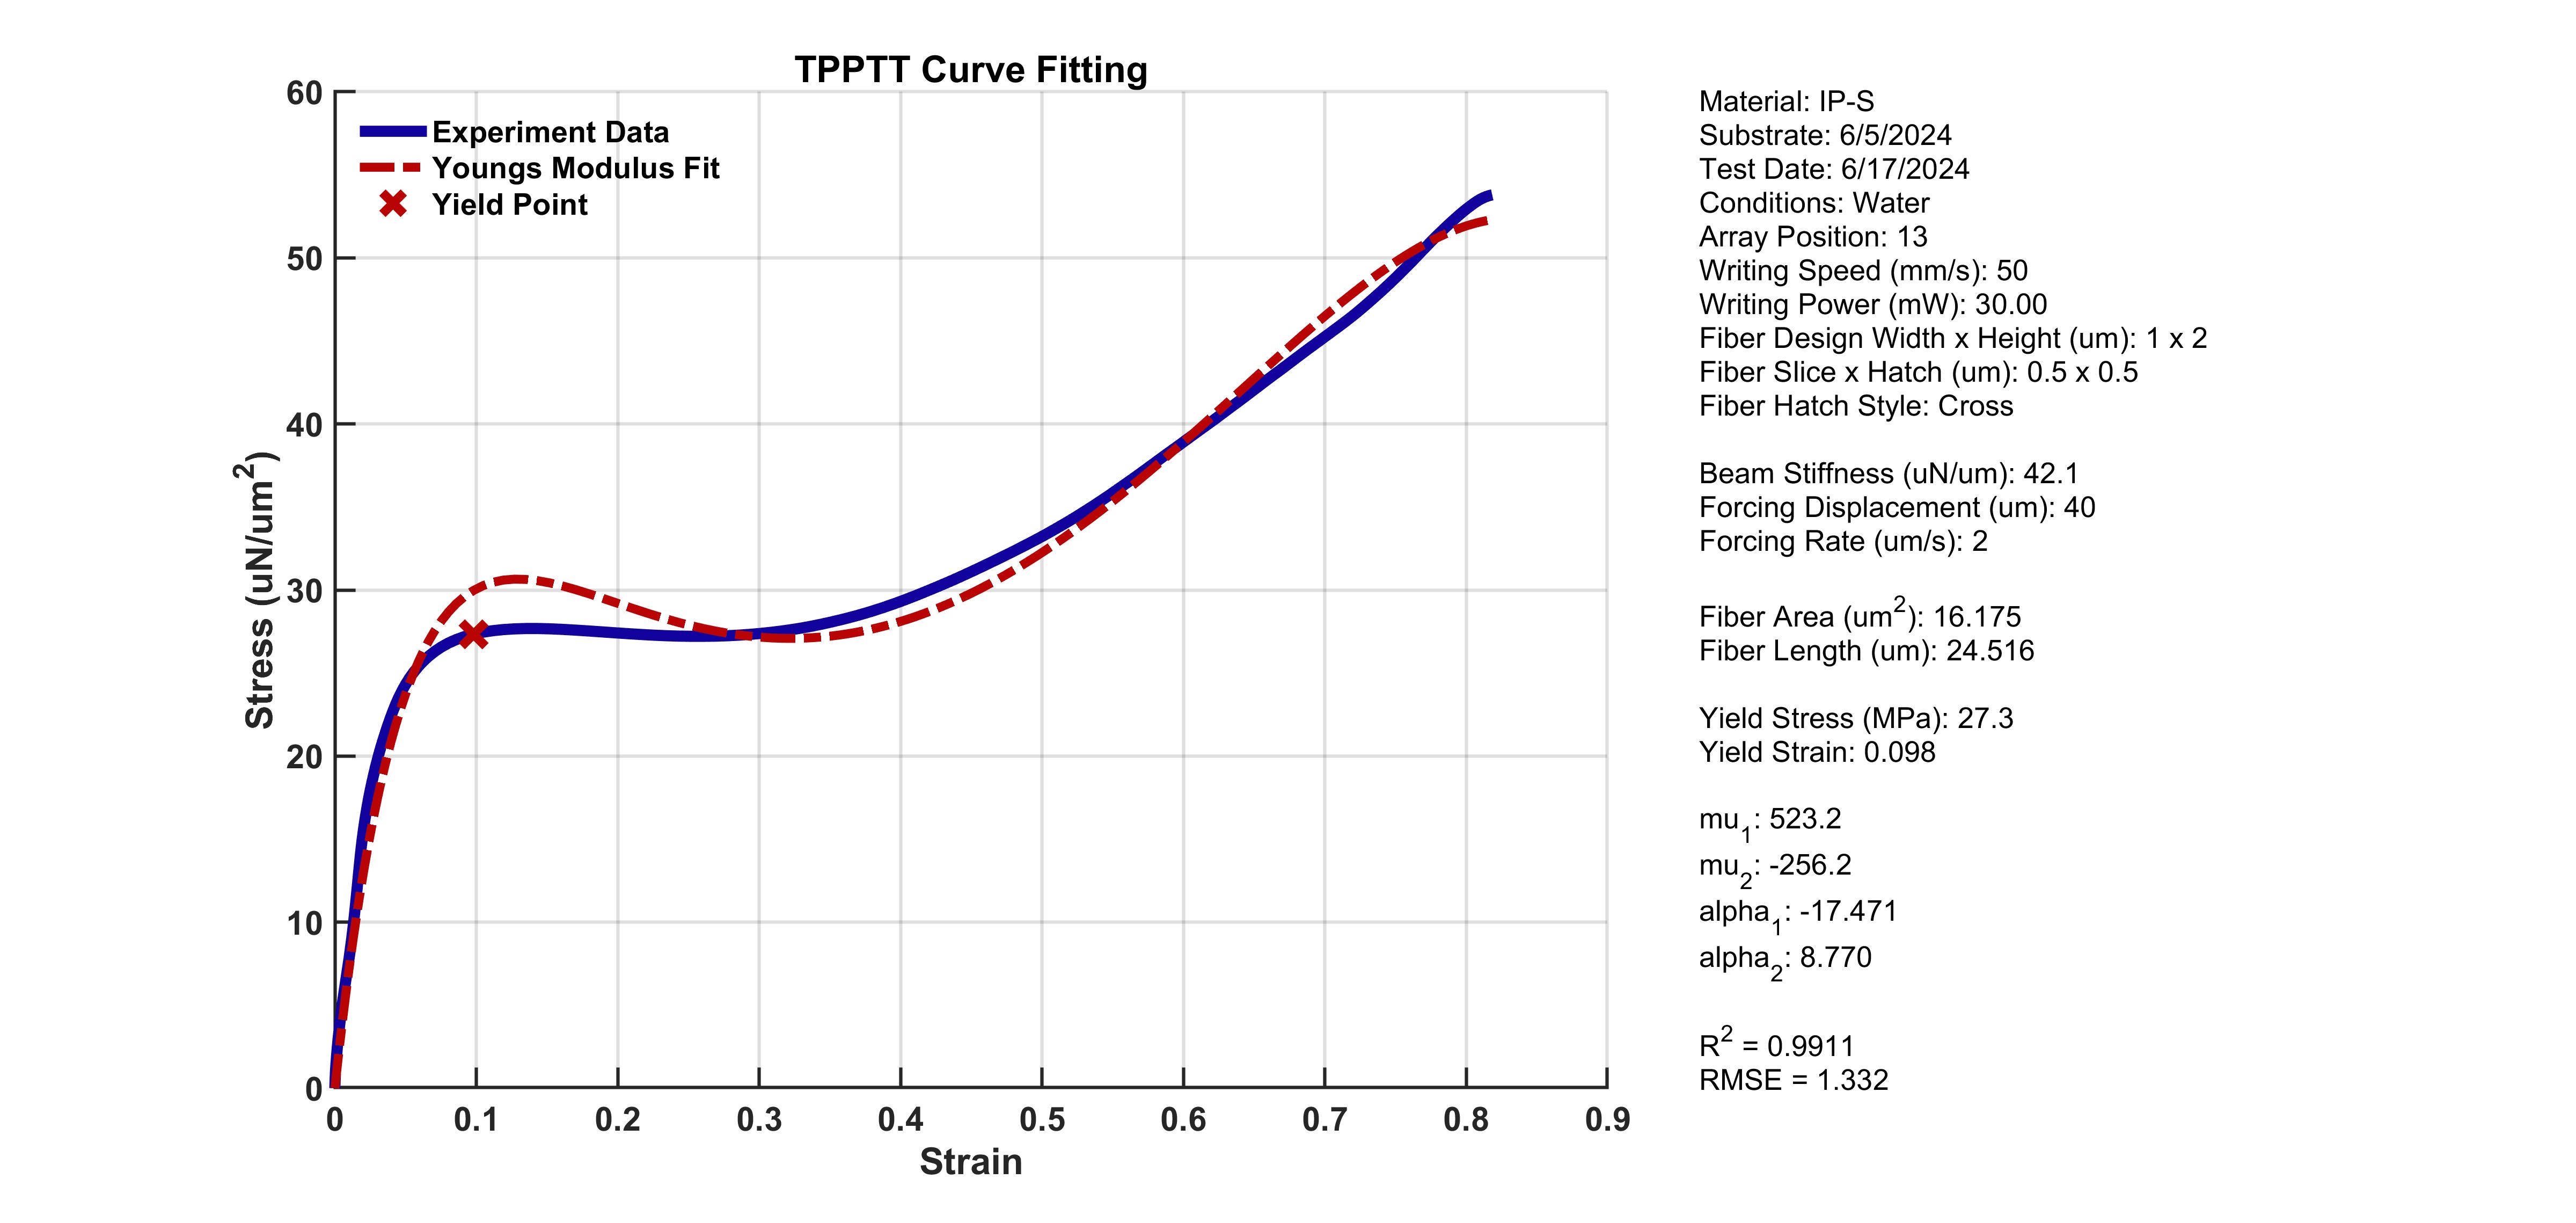 TPPTT Curve Fitting
60
50
40
30
20
10
0
Stress (uN/um²)
Experiment Data
Youngs Modulus Fit
Yield Point
0 0.1 0.2 0.3 0.4 0.5 0.6 0.7 0.8 0.9
Strain
Material: IP-S
Substrate: 6/5/2024
Test Date: 6/17/2024
Conditions: Water
Array Position: 13
Writing Speed (mm/s): 50
Writing Power (mW): 30.00
Fiber Design Width x Height (um): 1 x 2
Fiber Slice x Hatch (um): 0.5 x 0.5
Fiber Hatch Style: Cross
Beam Stiffness (uN/um): 42.1
Forcing Displacement (um): 40
Forcing Rate (um/s): 2
Fiber Area (um²): 16.175
Fiber Length (um): 24.516
Yield Stress (MPa): 27.3
Yield Strain: 0.098
mu₁: 523.2
mu₂: -256.2
alpha₁: -17.471
alpha₂: 8.770
R² = 0.9911
RMSE = 1.332